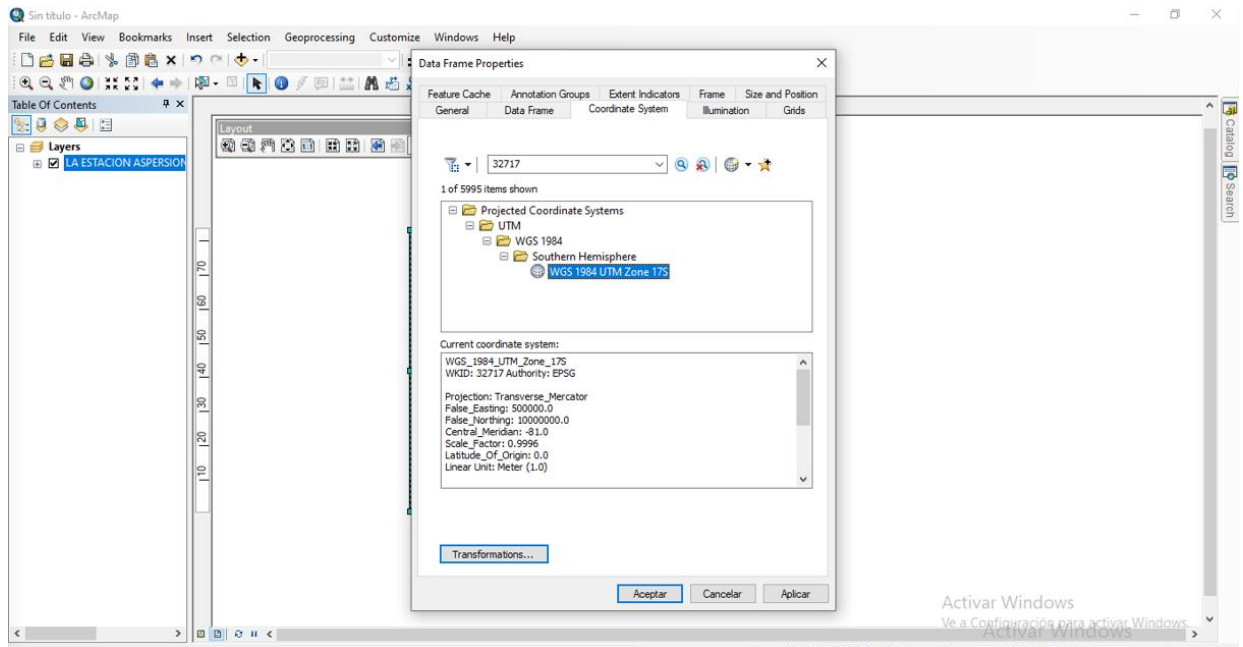 Sin título - ArcMap
File Edit View Bookmarks Insert Selection Geoprocessing Customize Windows Help
Table Of Contents
Layers
LA ESTACION ASPERSION
Layout
70
60
50
40
30
20
10
Data Frame Properties
Feature Cache Annotation Groups Extent Indicators Frame Size and Position
General Data Frame Coordinate System Illumination Grids
32717
1 of 5995 items shown
Projected Coordinate Systems
UTM
WGS 1984
Southern Hemisphere
WGS 1984 UTM Zone 17S
Current coordinate system:
WGS_1984_UTM_Zone_17S
WKID: 32717 Authority: EPSG
Projection: Transverse_Mercator
False_Easting: 500000.0
False_Northing: 10000000.0
Central_Meridian: -81.0
Scale_Factor: 0.9996
Latitude_Of_Origin: 0.0
Linear Unit: Meter (1.0)
Transformations...
Aceptar Cancelar Aplicar
Catalog
Search
Activar Windows
Ve a Configuración para activar Windows.
Activar Windows